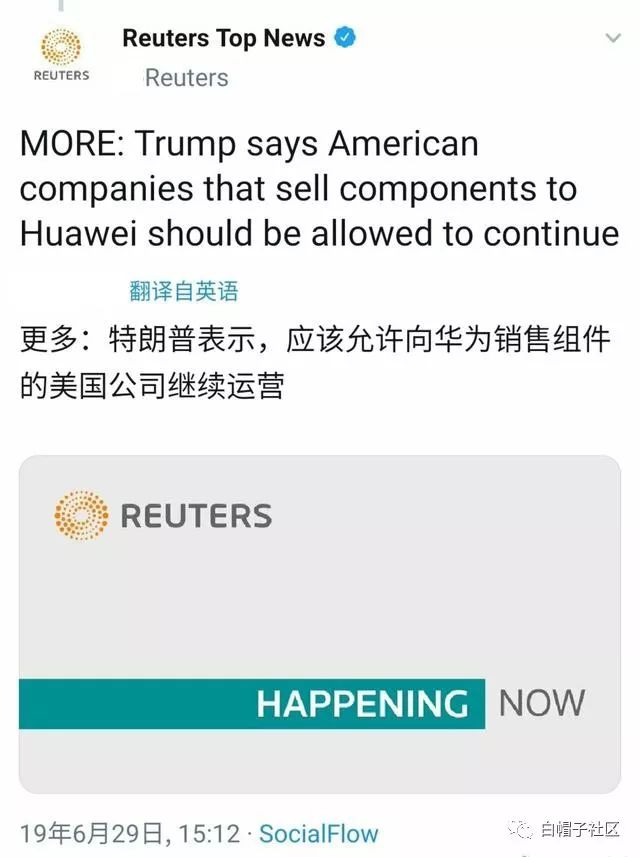 Reuters Top News
REUTERS
Reuters
MORE: Trump says American
companies that sell components to
Huawei should be allowed to continue
翻译自英语
更多：特朗普表示，应该允许向华为销售组件
的美国公司继续运营
REUTERS
HAPPENING NOW
19年6月29日, 15:12 · SocialFlow
白帽子社区